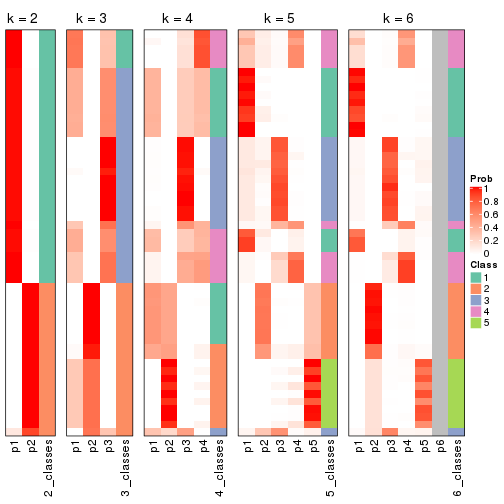 k = 2 k = 3 k = 4 k = 5 k = 6
Prob
1
0.8
0.6
0.4
0.2
0
Class
1
2
3
4
5
p1 p2 2_classes p1 p2 p3 3_classes p1 p2 p3 p4 4_classes p1 p2 p3 p4 p5 5_classes p1 p2 p3 p4 p5 p6 6_classes